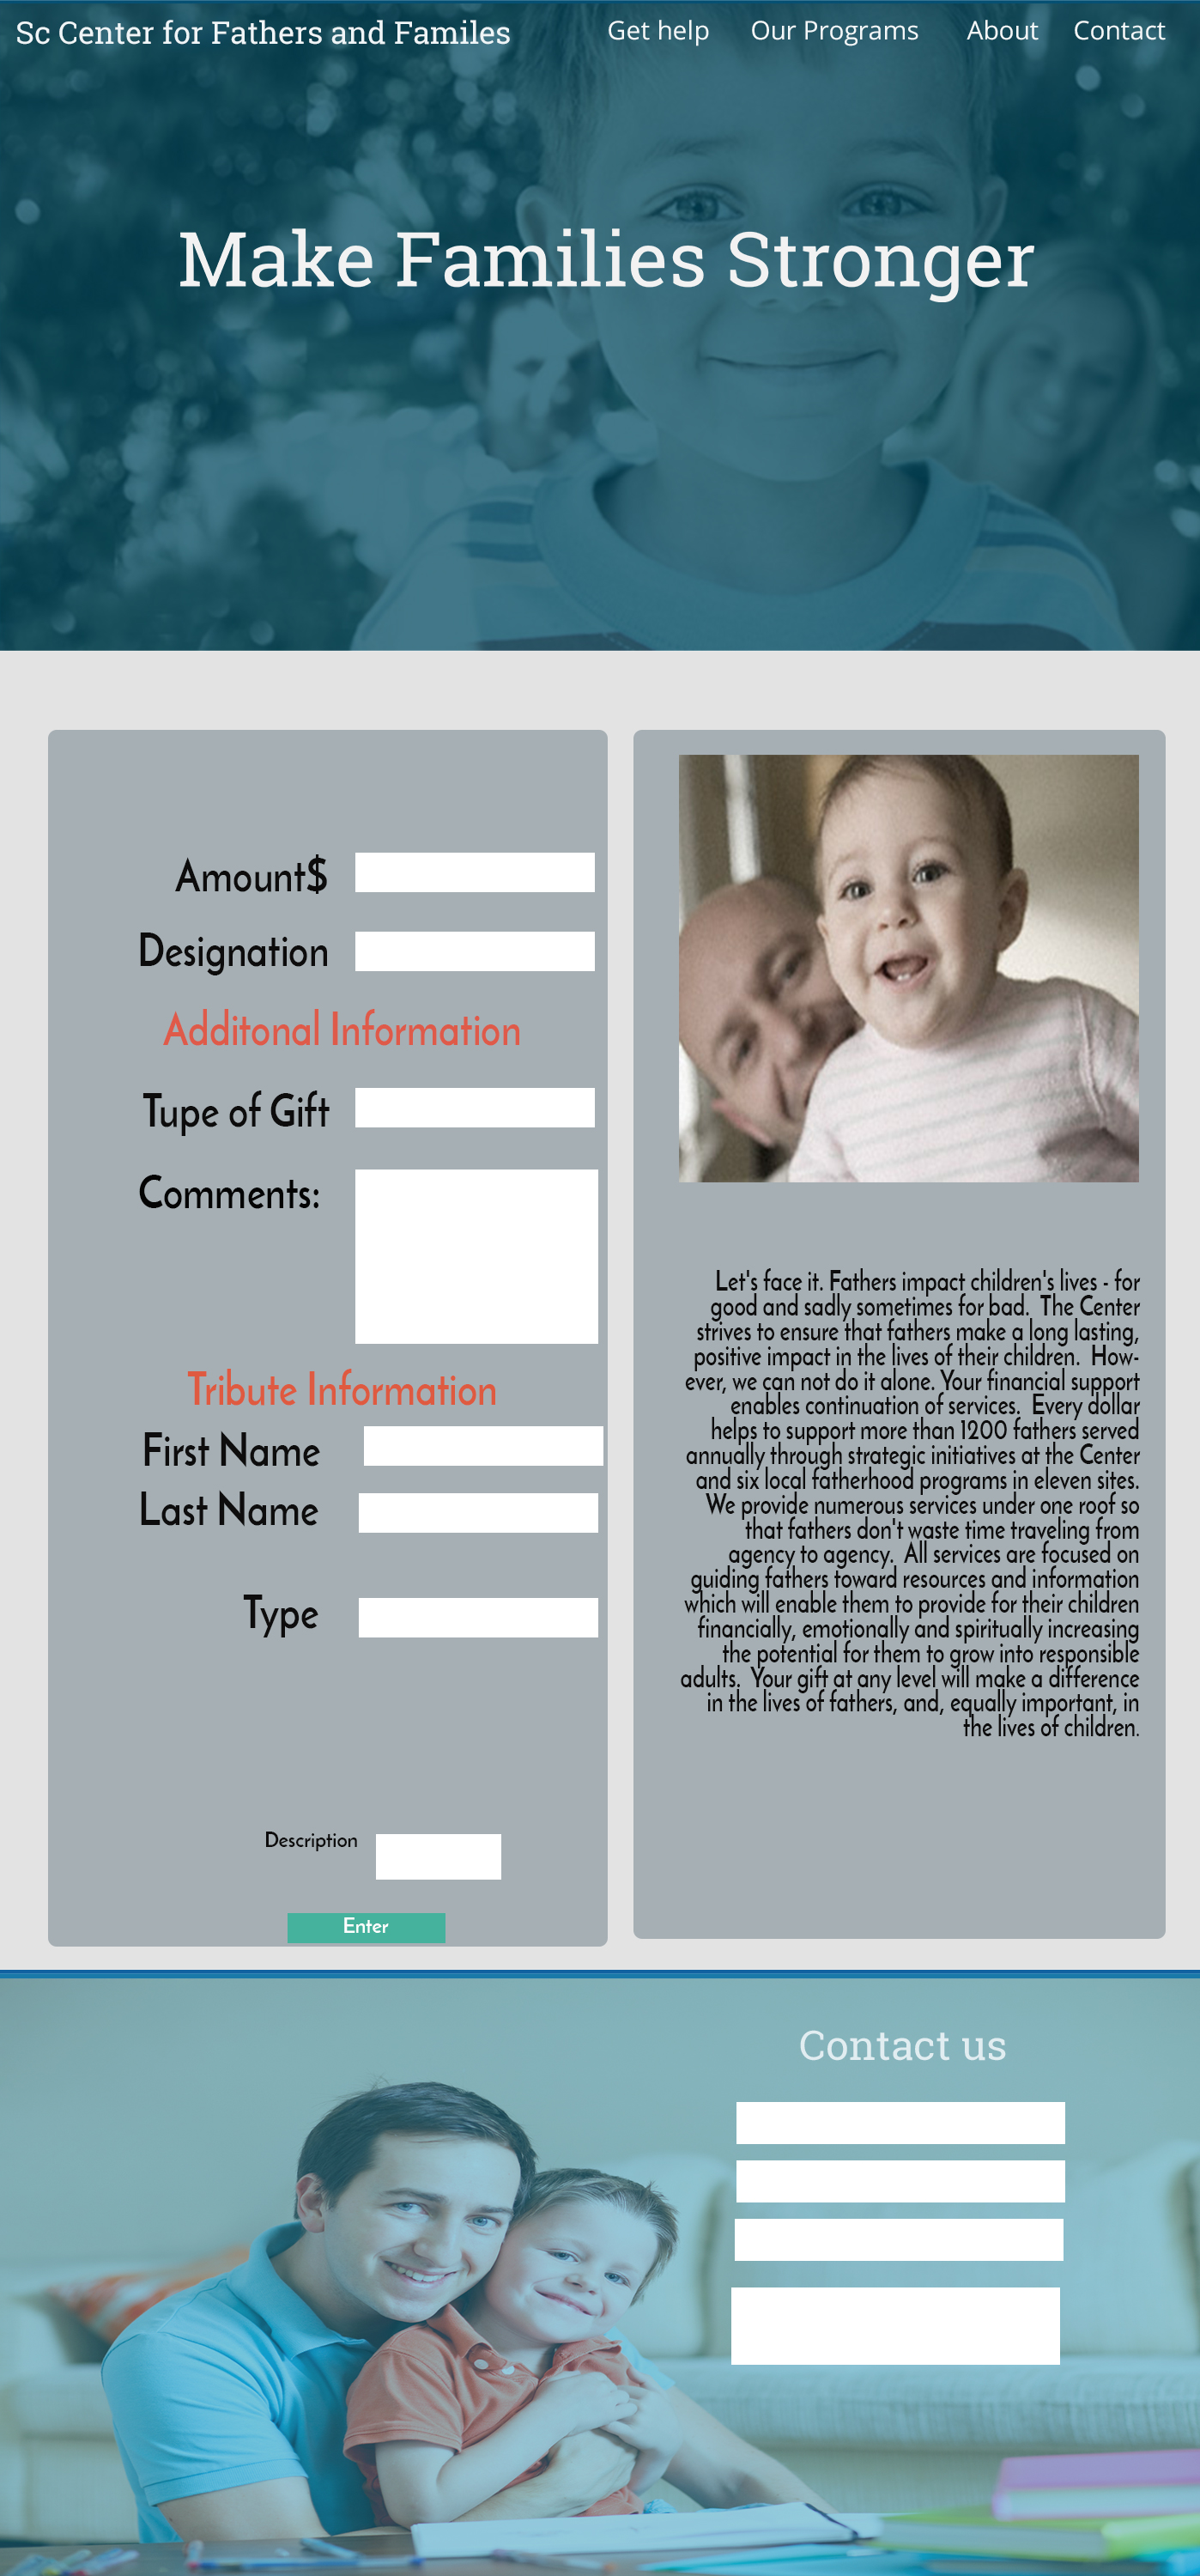 Sc Center for Fathers and Familes
Get help Our Programs About Contact
Make Families Stronger
Amount$
Designation
Additonal Information
Tupe of Gift
Comments:
Tribute Information
First Name
Last Name
Type
Description
Enter
Let's face it. Fathers impact children's lives - for
good and sadly sometimes for bad. The Center
strives to ensure that fathers make a long lasting,
positive impact in the lives of their children. How-
ever, we can not do it alone. Your financial support
enables continuation of services. Every dollar
helps to support more than 1200 fathers served
annually through strategic initiatives at the Center
and six local fatherhood programs in eleven sites.
We provide numerous services under one roof so
that fathers don't waste time traveling from
agency to agency. All services are focused on
guiding fathers toward resources and information
which will enable them to provide for their children
financially, emotionally and spiritually increasing
the potential for them to grow into responsible
adults. Your gift at any level will make a difference
in the lives of fathers, and, equally important, in
the lives of children.
Contact us